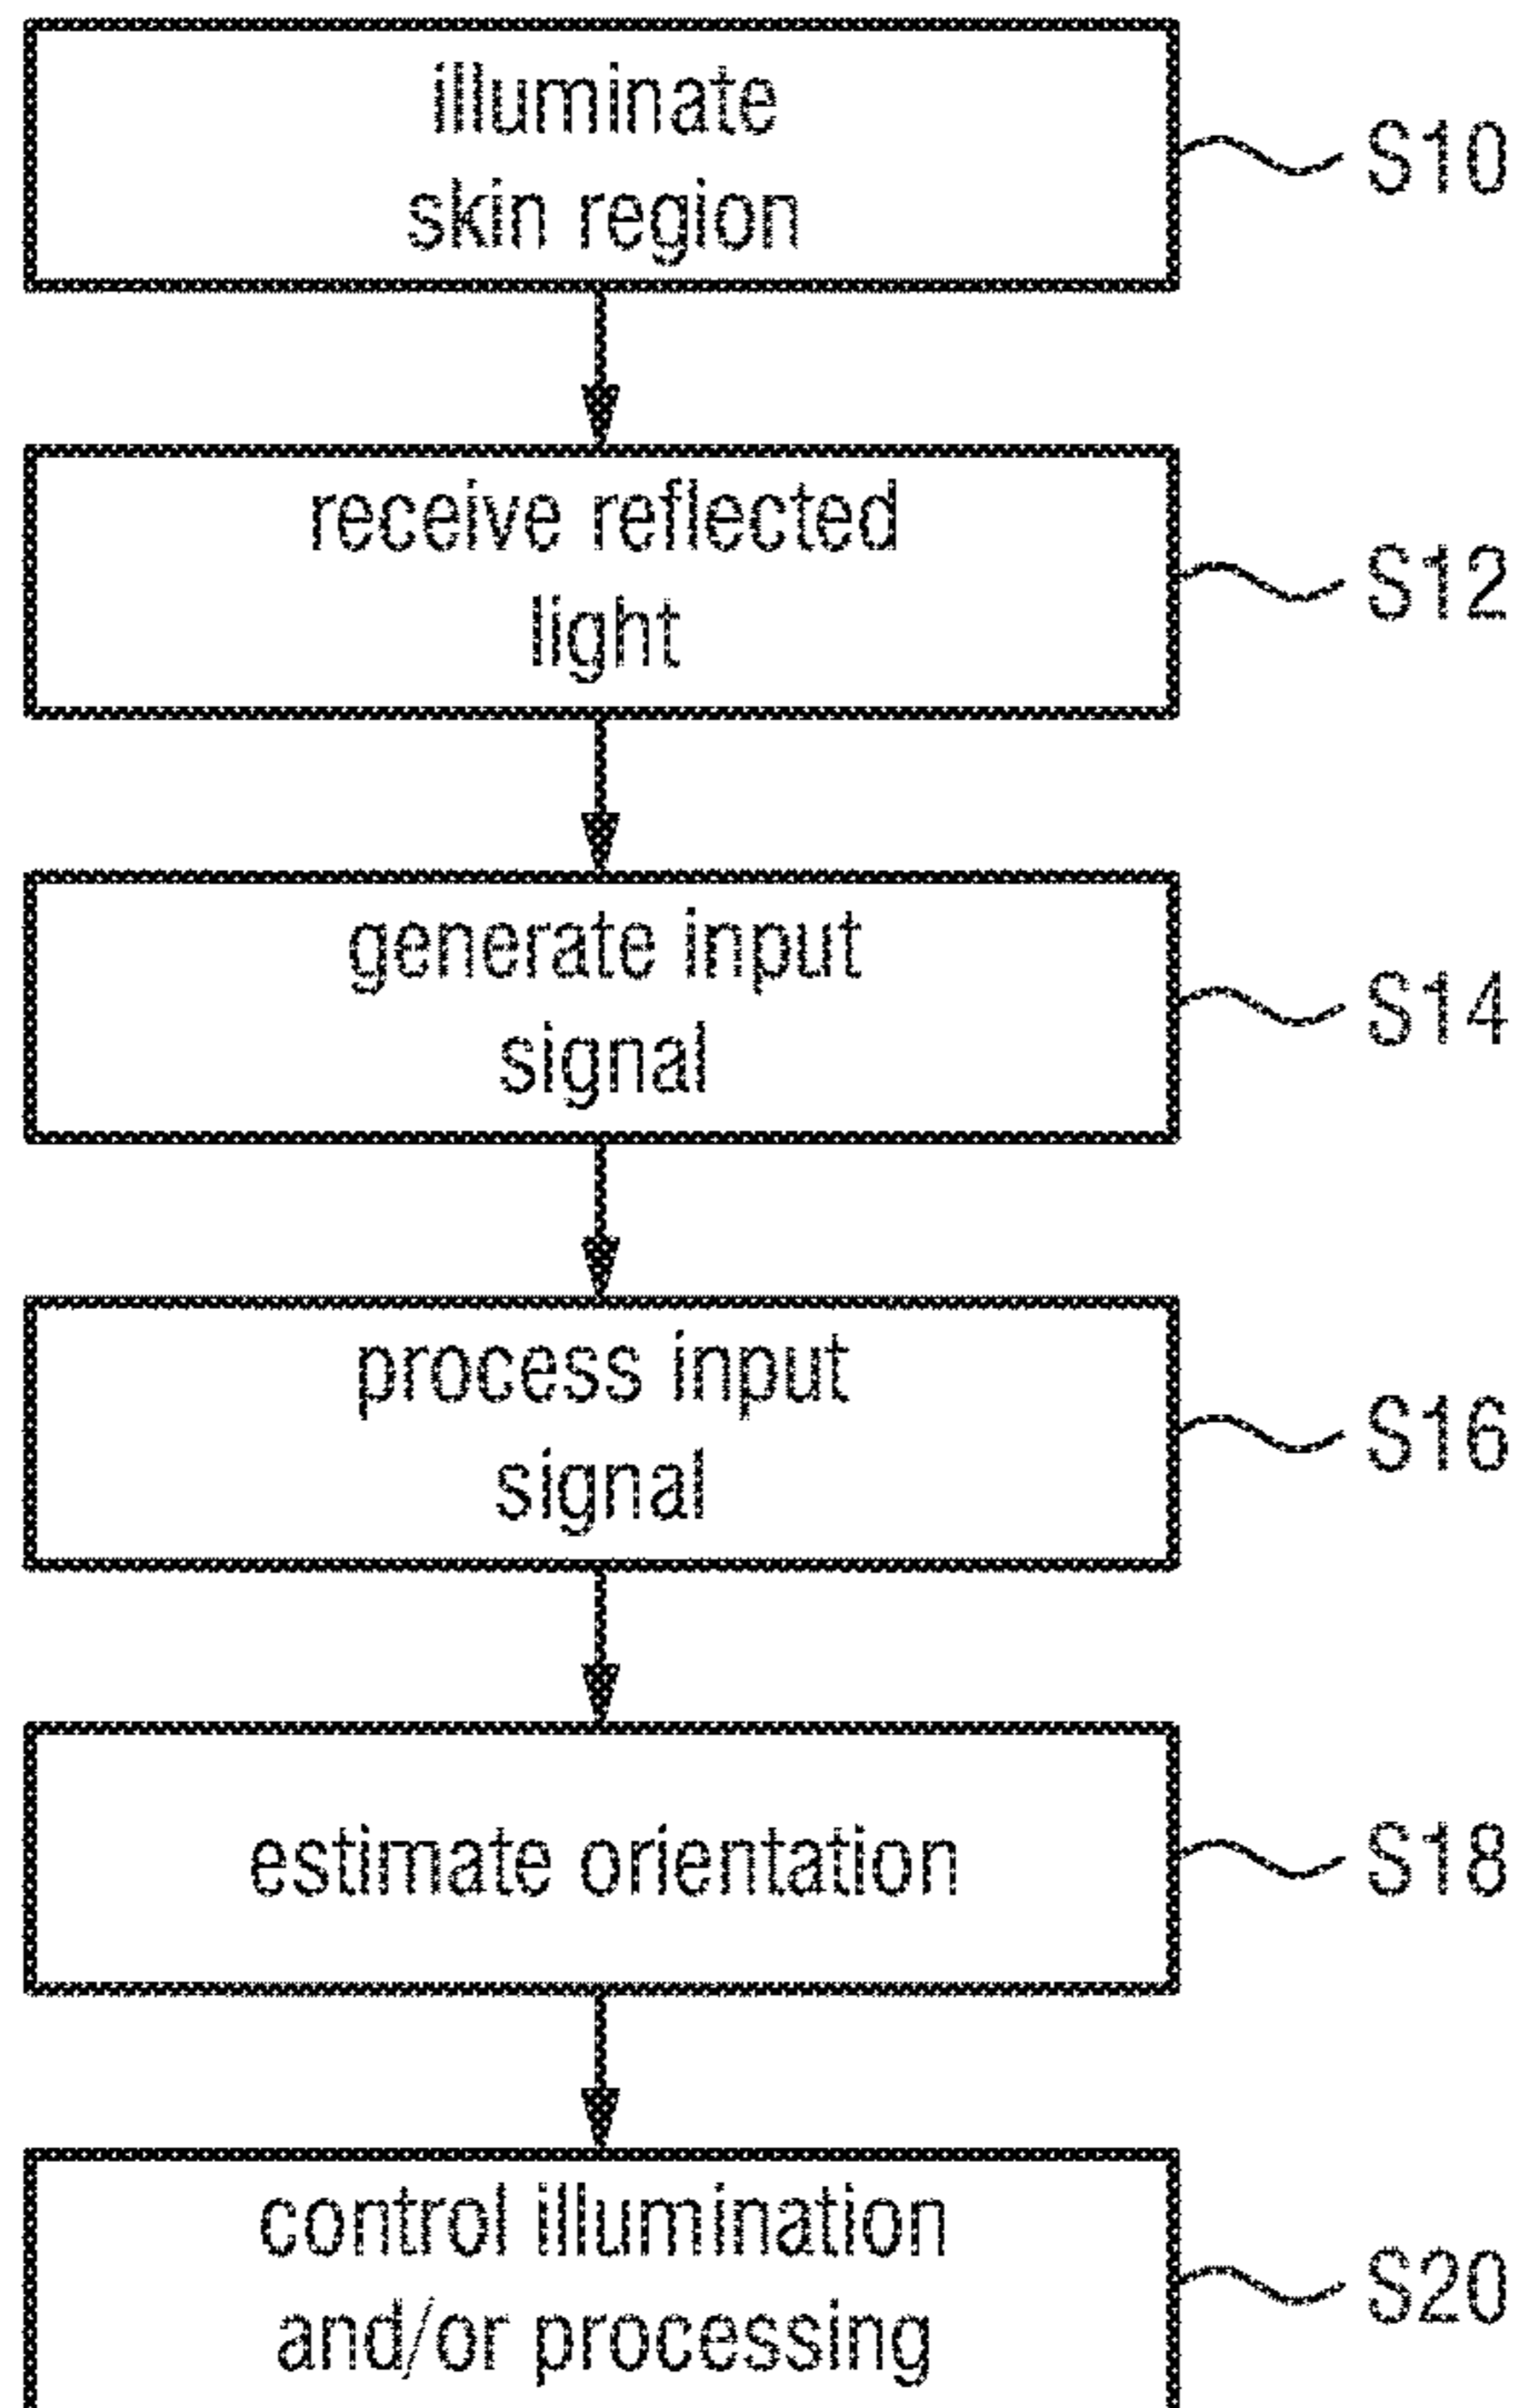 illuminate
skin region
S10
receive reflected
light
S12
generate input
signal
S14
process input
signal
S16
estimate orientation
S18
control illumination
and/or processing
S20